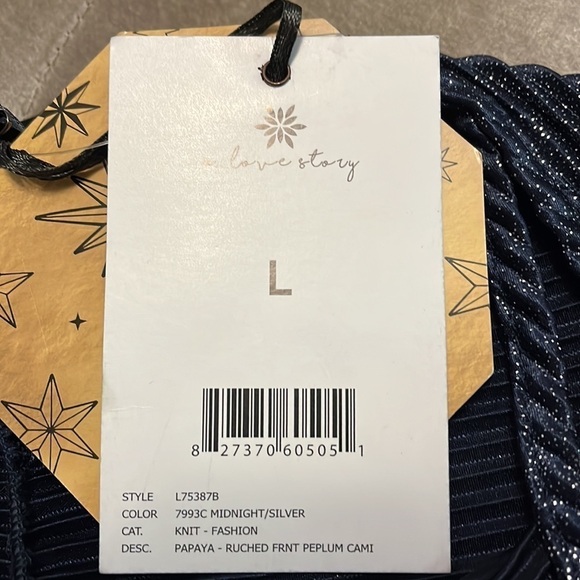 love story
L
8 27370 60505 1
STYLE L75387B
COLOR 7993C MIDNIGHT/SILVER
CAT. KNIT - FASHION
DESC. PAPAYA - RUCHED FRNT PEPLUM CAMI